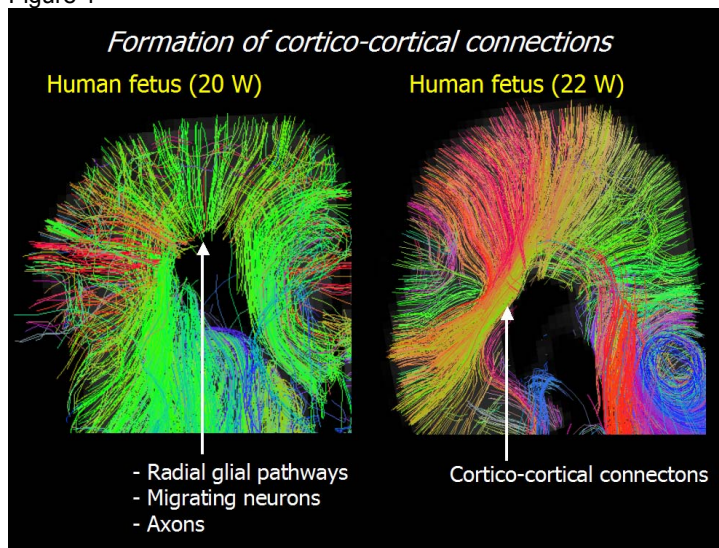 Formation of cortico-cortical connections
Human fetus (20 W)
Human fetus (22 W)
- Radial glial pathways
- Migrating neurons
- Axons
Cortico-cortical connectons